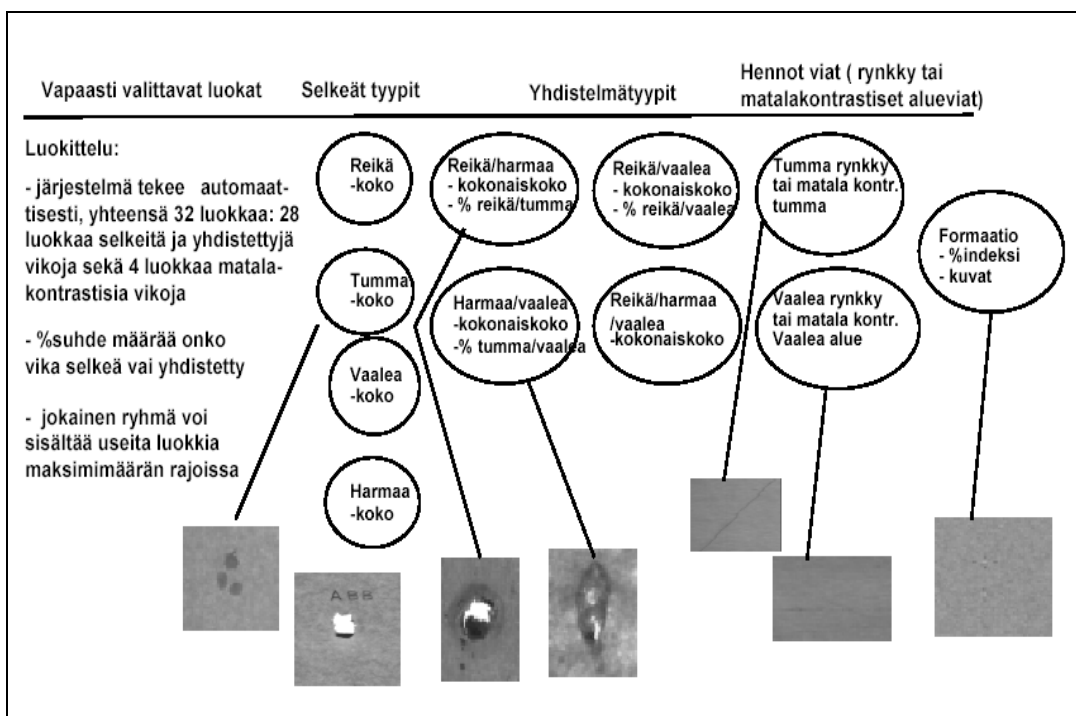 Vapaasti valittavat luokat
Selkeät tyypit
Yhdistelmätyypit
Hennot viat ( rynkky tai
matalakontrastiset alueviat)
Luokittelu:
- järjestelmä tekee automaat-
tisesti, yhteensä 32 luokkaa: 28
luokkaa selkeitä ja yhdistettyjä
vikoja sekä 4 luokkaa matala-
kontrastisia vikoja
- %suhde määrää onko
vika selkeä vai yhdistetty
- jokainen ryhmä voi
sisältää useita luokkia
maksimimäärän rajoissa
Reikä
-koko
Tumma
-koko
Vaalea
-koko
Harmaa
-koko
Reikä/harmaa
- kokonaiskoko
- % reikä/tumma
Harmaa/vaalea
-kokonaiskoko
-% tumma/vaalea
Reikä/vaalea
- kokonaiskoko
- % reikä/vaalea
Reikä/harmaa
/vaalea
-kokonaiskoko
Tumma rynkky
tai matala kontr.
tumma
Vaalea rynkky
tai matala kontr.
Vaalea alue
Formaatio
- %indeksi
- kuvat
ABB